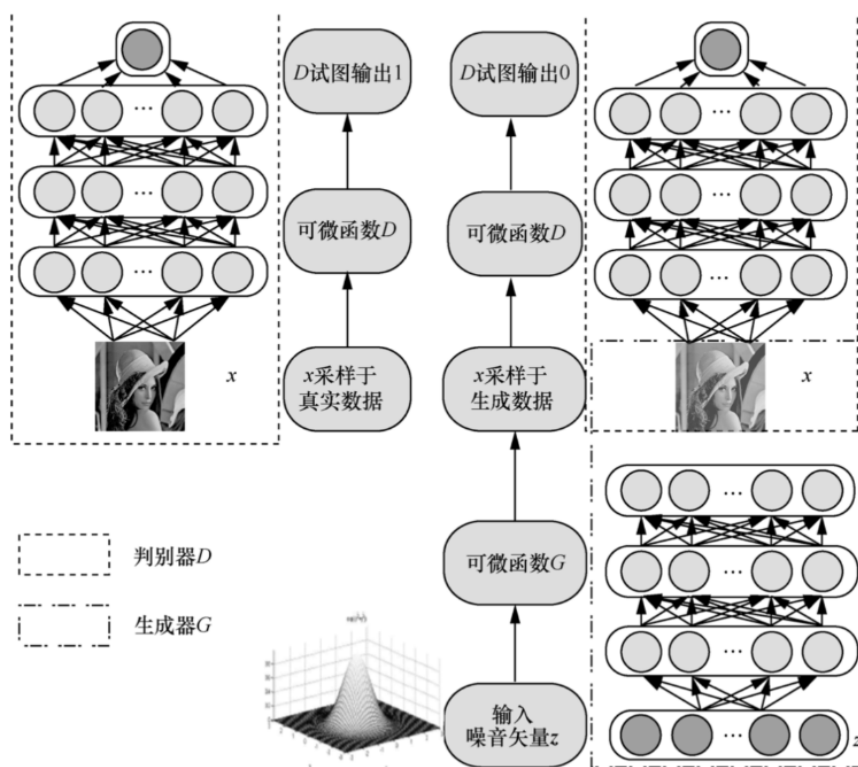 D试图输出1
D试图输出0
可微函数D
可微函数D
x
x采样于
真实数据
x采样于
生成数据
x
判别器D
可微函数G
生成器G
输入
噪音矢量z
z